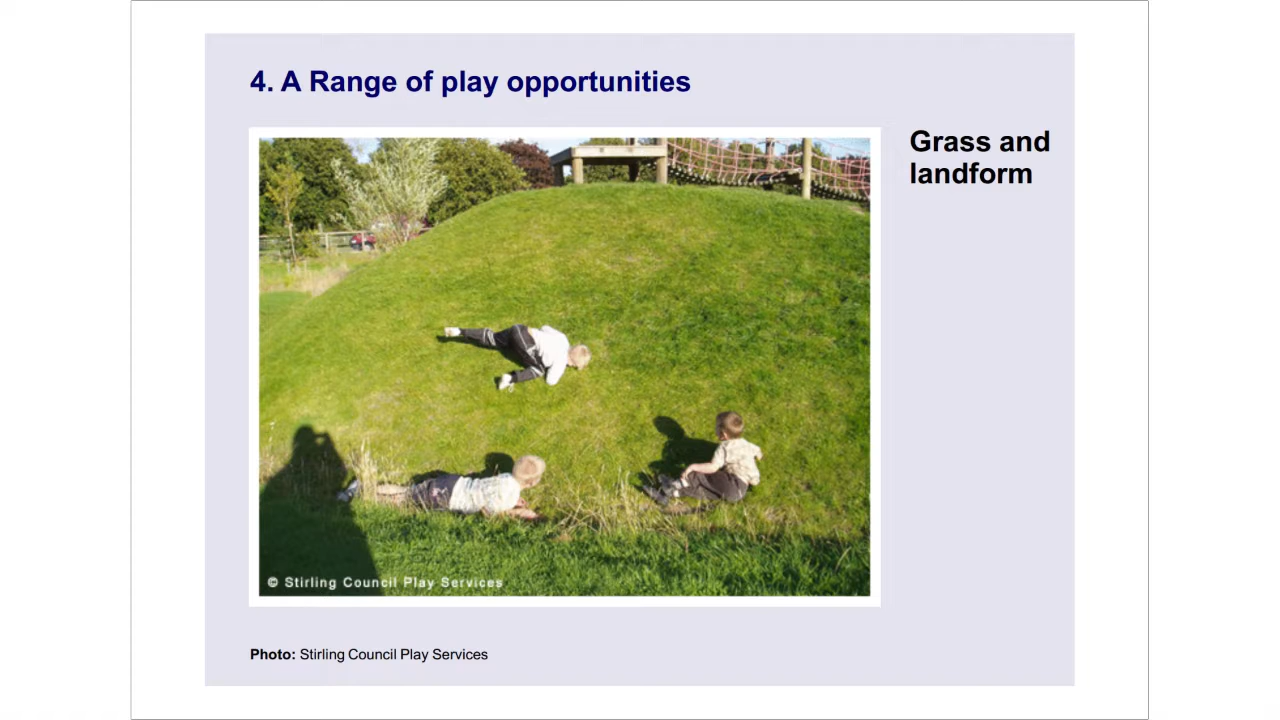 4. A Range of play opportunities
Grass and
landform
© Stirling Council Play Services
Photo: Stirling Council Play Services